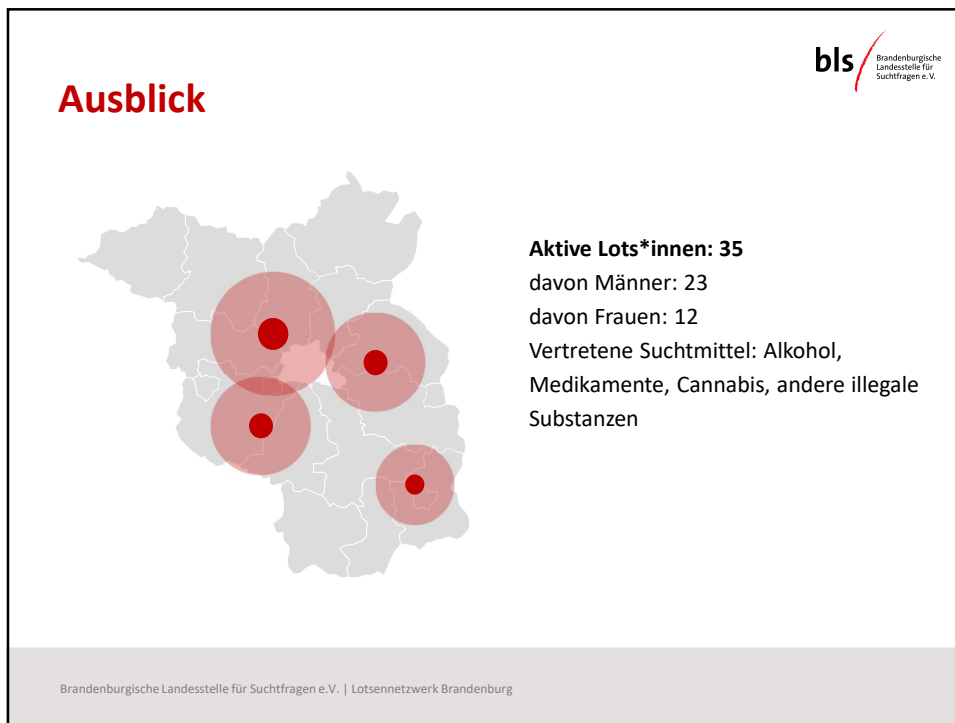 bls
Brandenburgische
Landesstelle für
Suchtfragen e. V.
Ausblick
Aktive Lots*innen: 35
davon Männer: 23
davon Frauen: 12
Vertretene Suchtmittel: Alkohol,
Medikamente, Cannabis, andere illegale
Substanzen
Brandenburgische Landesstelle für Suchtfragen e.V. | Lotsennetzwerk Brandenburg